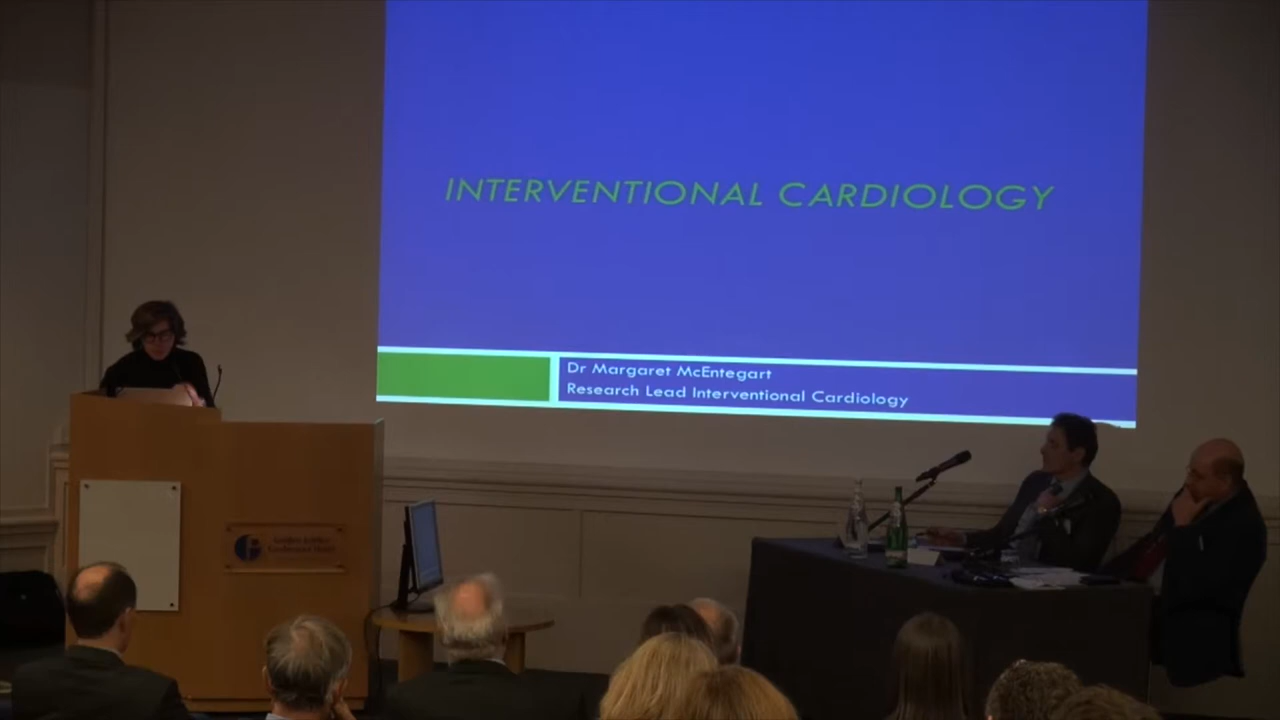 INTERVENTIONAL CARDIOLOGY
Dr Margaret McEntegart
Research Lead Interventional Cardiology